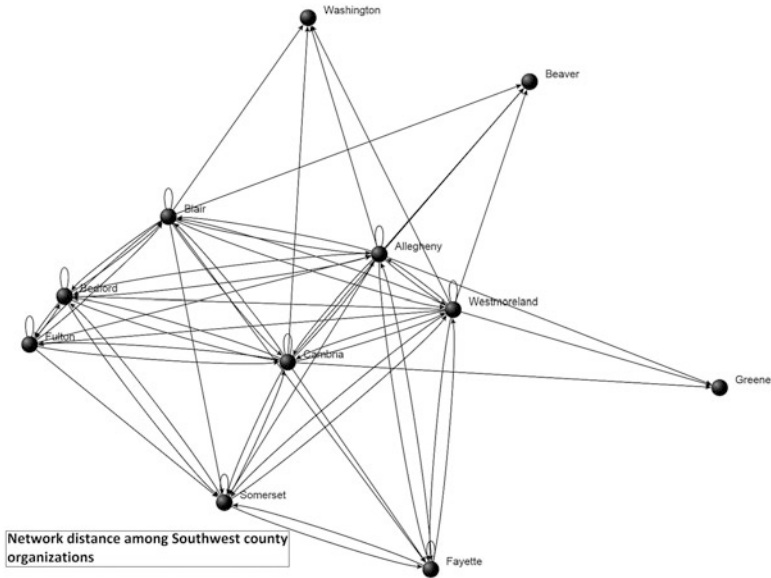 Washington
Beaver
Blair
Allegheny
Bedford
Westmoreland
Fulton
Cambria
Greene
Somerset
Network distance among Southwest county
organizations
Fayette